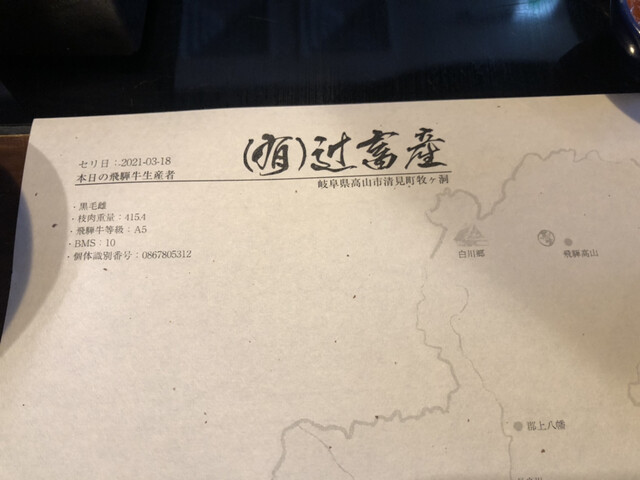 セリ日：2021-03-18
(有)辻畜産
本日の飛騨牛生産者
岐阜県高山市清見町牧ヶ洞
・黒毛雌
・枝肉重量：415.4
・飛騨牛等級：A5
・BMS：10
・個体識別番号：0867805312
白川郷
飛騨高山
郡上八幡